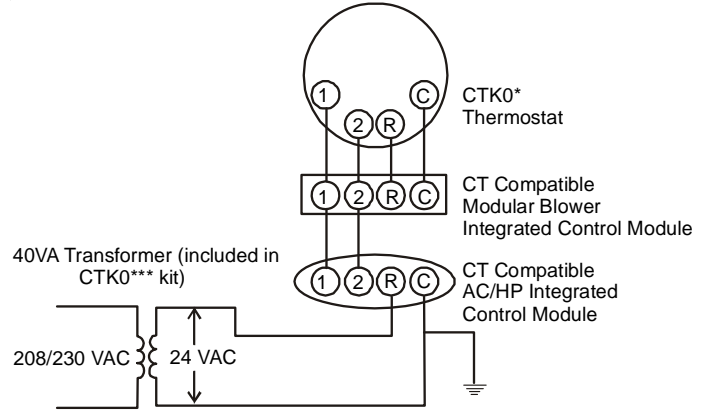 1
C
2 R
CTK0*
Thermostat
1 2 R C
CT Compatible
Modular Blower
Integrated Control Module
40VA Transformer (included in
CTK0*** kit)
1 2 R C
CT Compatible
AC/HP Integrated
Control Module
208/230 VAC
24 VAC